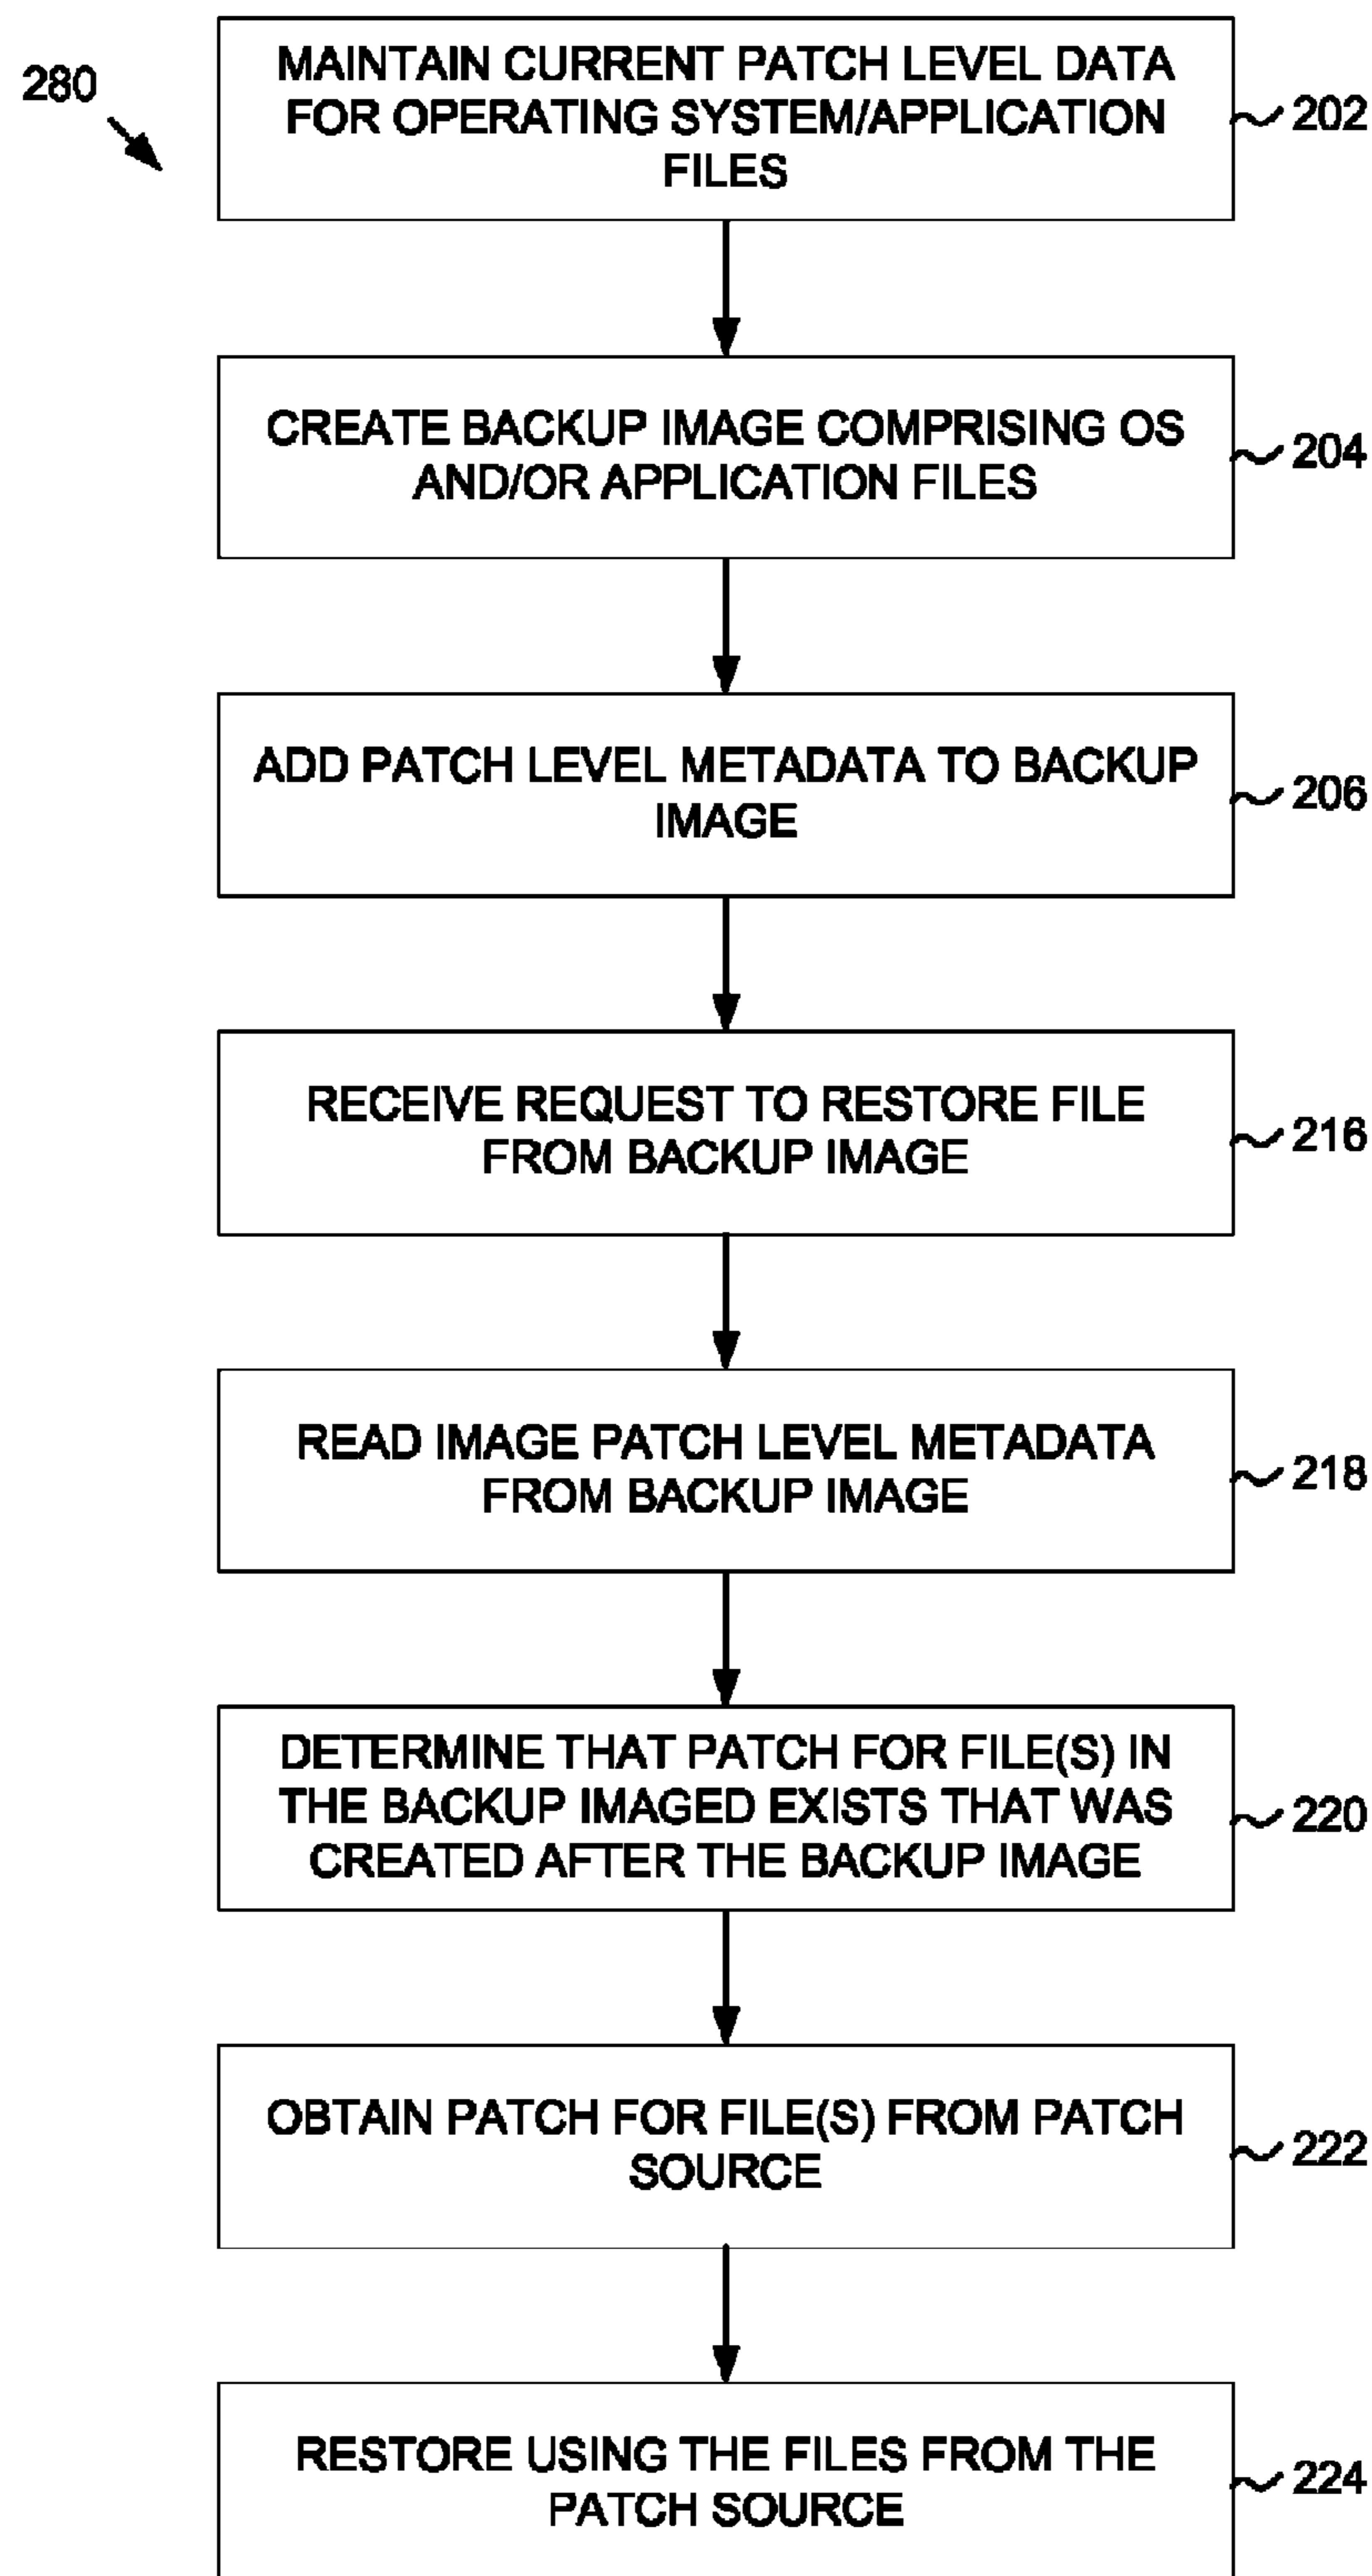 280
MAINTAIN CURRENT PATCH LEVEL DATA
FOR OPERATING SYSTEM/APPLICATION
FILES
202
CREATE BACKUP IMAGE COMPRISING OS
AND/OR APPLICATION FILES
204
ADD PATCH LEVEL METADATA TO BACKUP
IMAGE
206
RECEIVE REQUEST TO RESTORE FILE
FROM BACKUP IMAGE
216
READ IMAGE PATCH LEVEL METADATA
FROM BACKUP IMAGE
218
DETERMINE THAT PATCH FOR FILE(S) IN
THE BACKUP IMAGED EXISTS THAT WAS
CREATED AFTER THE BACKUP IMAGE
220
OBTAIN PATCH FOR FILE(S) FROM PATCH
SOURCE
222
RESTORE USING THE FILES FROM THE
PATCH SOURCE
224